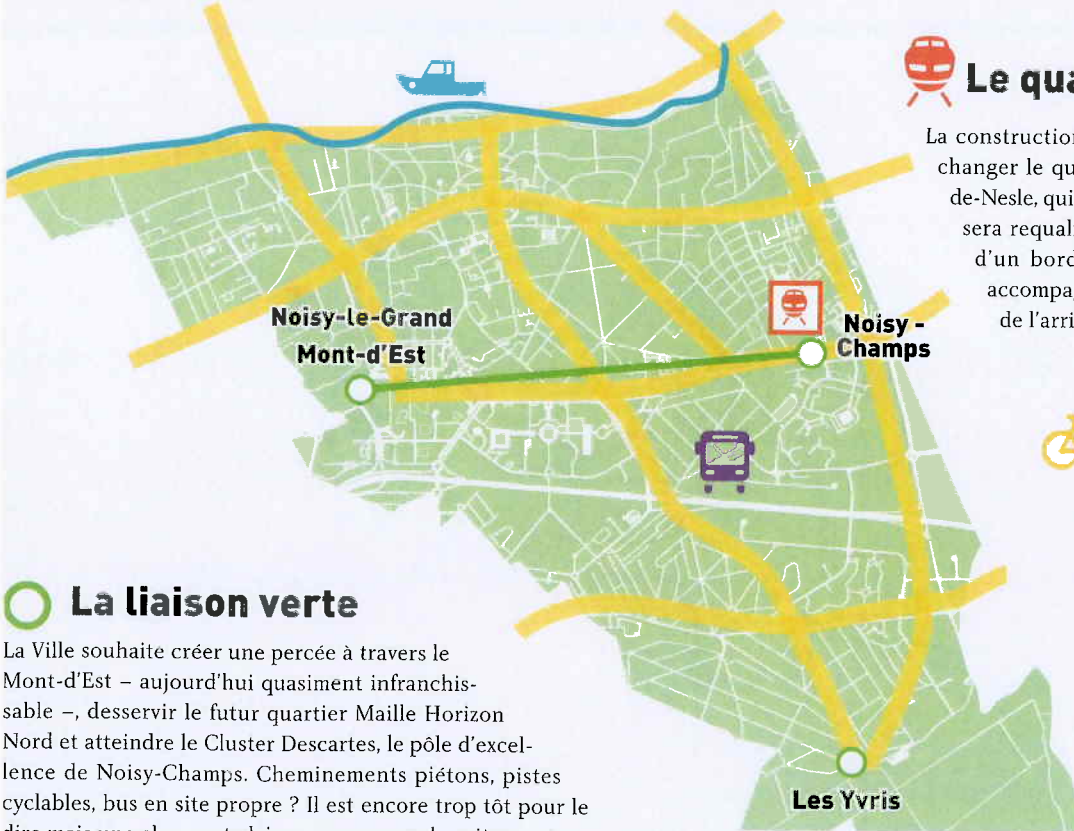 Le qua
La construction
changer le qu
de-Nesle, qui
sera requali
d'un bord
accompa
de l'arri
Noisy-le-Grand
Mont-d'Est
Noisy -
Champs
Les Yvris
La liaison verte
La Ville souhaite créer une percée à travers le
Mont-d'Est – aujourd'hui quasiment infranchis-
sable –, desservir le futur quartier Maille Horizon
Nord et atteindre le Cluster Descartes, le pôle d'excel-
lence de Noisy-Champs. Cheminements piétons, pistes
cyclables, bus en site propre ? Il est encore trop tôt pour le